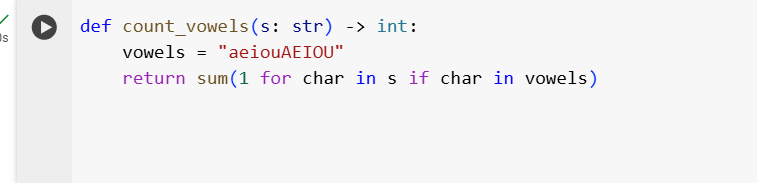 def count_vowels(s: str) -> int:
    vowels = "aeiouAEIOU"
    return sum(1 for char in s if char in vowels)